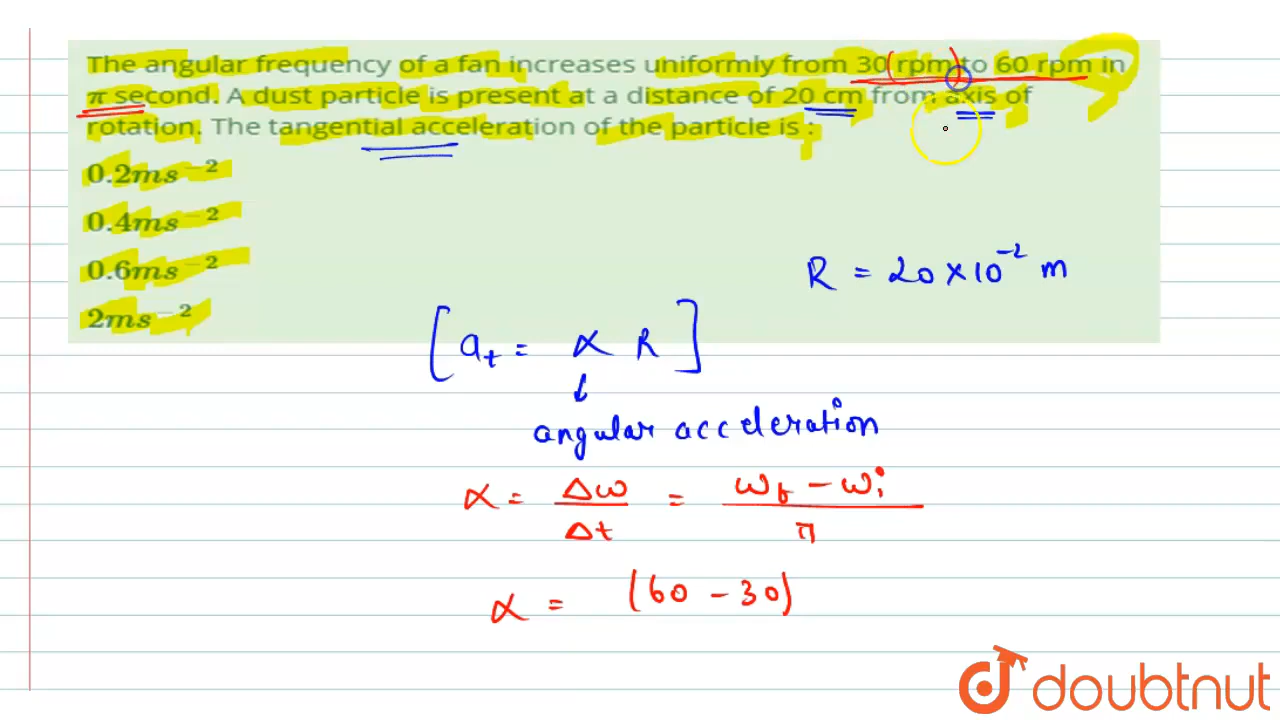 The angular frequency of a fan increases uniformly from 30(rpm) to 60 rpm in
π second. A dust particle is present at a distance of 20 cm from axis of
rotation. The tangential acceleration of the particle is :
0.2ms⁻²
0.4ms⁻²
0.6ms⁻²
2ms⁻²
R = 20 × 10⁻² m
[ aₜ = α R ]
↓
angular acceleration
α = Δω/Δt = (ωf − ωi)/π
α = (60 − 30)
doubtnut